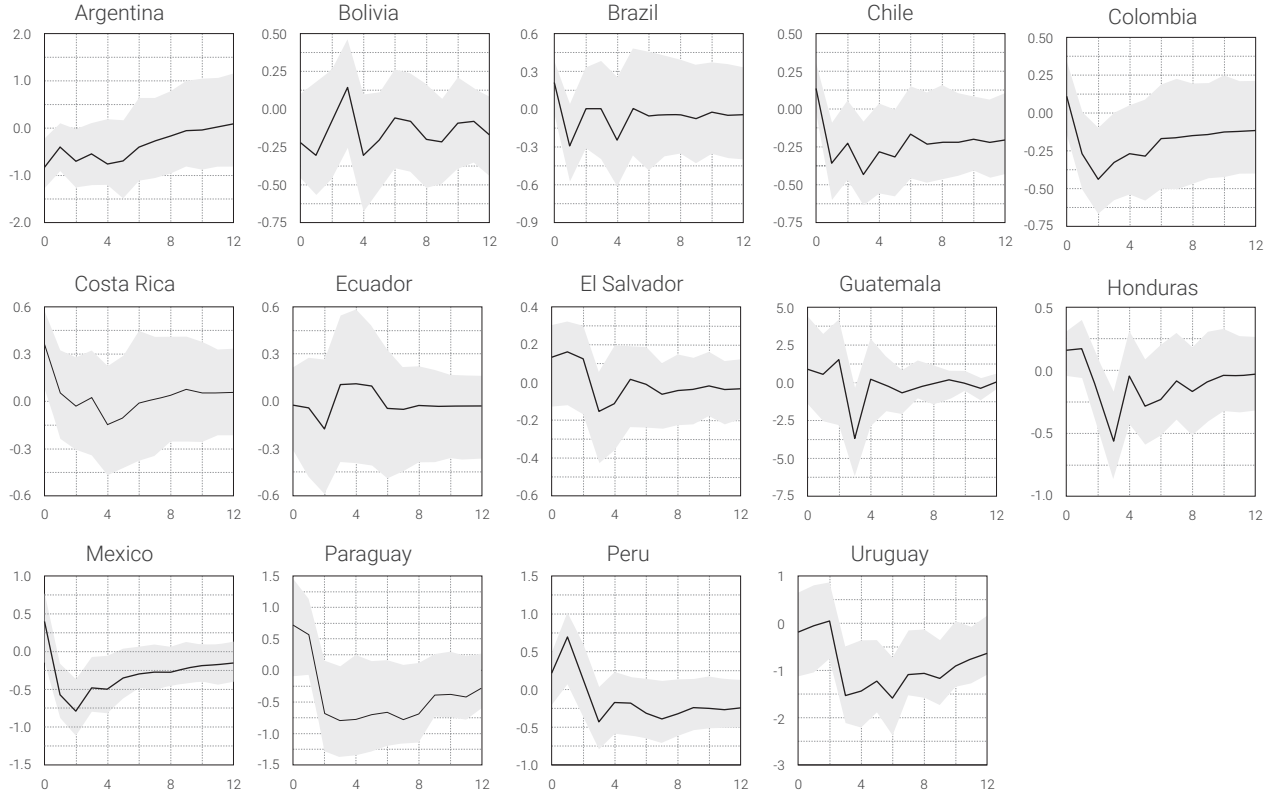 Argentina
2.0
1.0
0.0
-1.0
-2.0
0 4 8 12
Bolivia
0.50
0.25
0.00
-0.25
-0.50
-0.75
0 4 8 12
Brazil
0.6
0.3
0.0
-0.3
-0.6
-0.9
0 4 8 12
Chile
0.50
0.25
0.00
-0.25
-0.50
-0.75
0 4 8 12
Colombia
0.50
0.25
0.00
-0.25
-0.50
-0.75
0 4 8 12
Costa Rica
0.6
0.3
0.0
-0.3
-0.6
0 4 8 12
Ecuador
0.6
0.3
0.0
-0.3
-0.6
0 4 8 12
El Salvador
0.4
0.2
0.0
-0.2
-0.4
-0.6
0 4 8 12
Guatemala
5.0
2.5
0.0
-2.5
-5.0
-7.5
0 4 8 12
Honduras
0.5
0.0
-0.5
-1.0
0 4 8 12
Mexico
1.0
0.5
0.0
-0.5
-1.0
-1.5
0 4 8 12
Paraguay
1.5
1.0
0.5
0.0
-0.5
-1.0
-1.5
0 4 8 12
Peru
1.5
1.0
0.5
0.0
-0.5
-1.0
0 4 8 12
Uruguay
1
0
-1
-2
-3
0 4 8 12